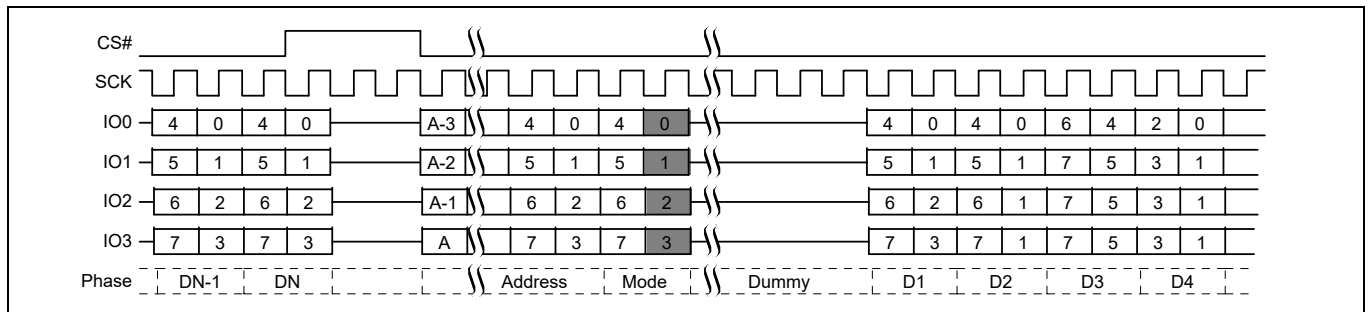 CS#
SCK
IO0 4 0 4 0 A-3 4 0 4 0 4 0 4 0 6 4 2 0
IO1 5 1 5 1 A-2 5 1 5 1 5 1 5 1 7 5 3 1
IO2 6 2 6 2 A-1 6 2 6 2 6 2 6 1 7 5 3 1
IO3 7 3 7 3 A 7 3 7 3 7 3 7 1 7 5 3 1
Phase DN-1 DN Address Mode Dummy D1 D2 D3 D4